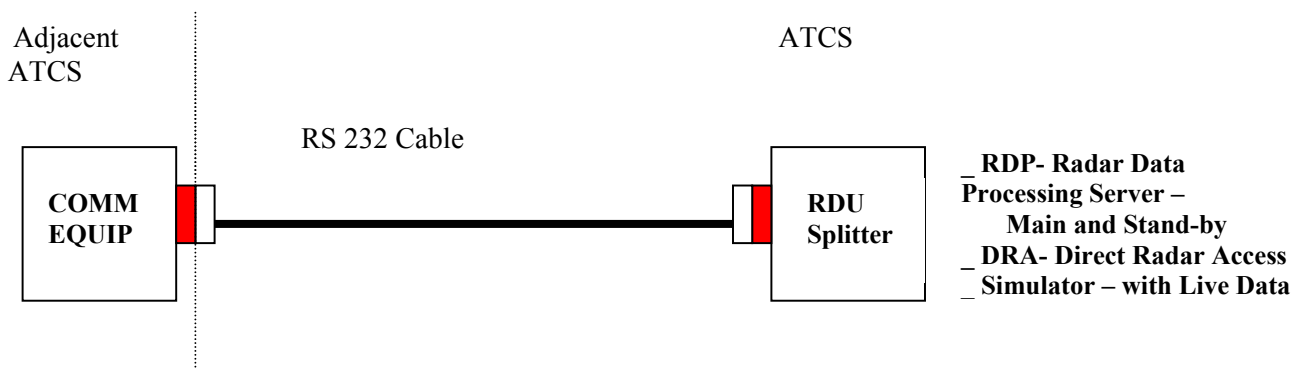 Adjacent
ATCS
ATCS
RS 232 Cable
COMM
EQUIP
RDU
Splitter
_ RDP- Radar Data
Processing Server –
Main and Stand-by
_ DRA- Direct Radar Access
_ Simulator – with Live Data